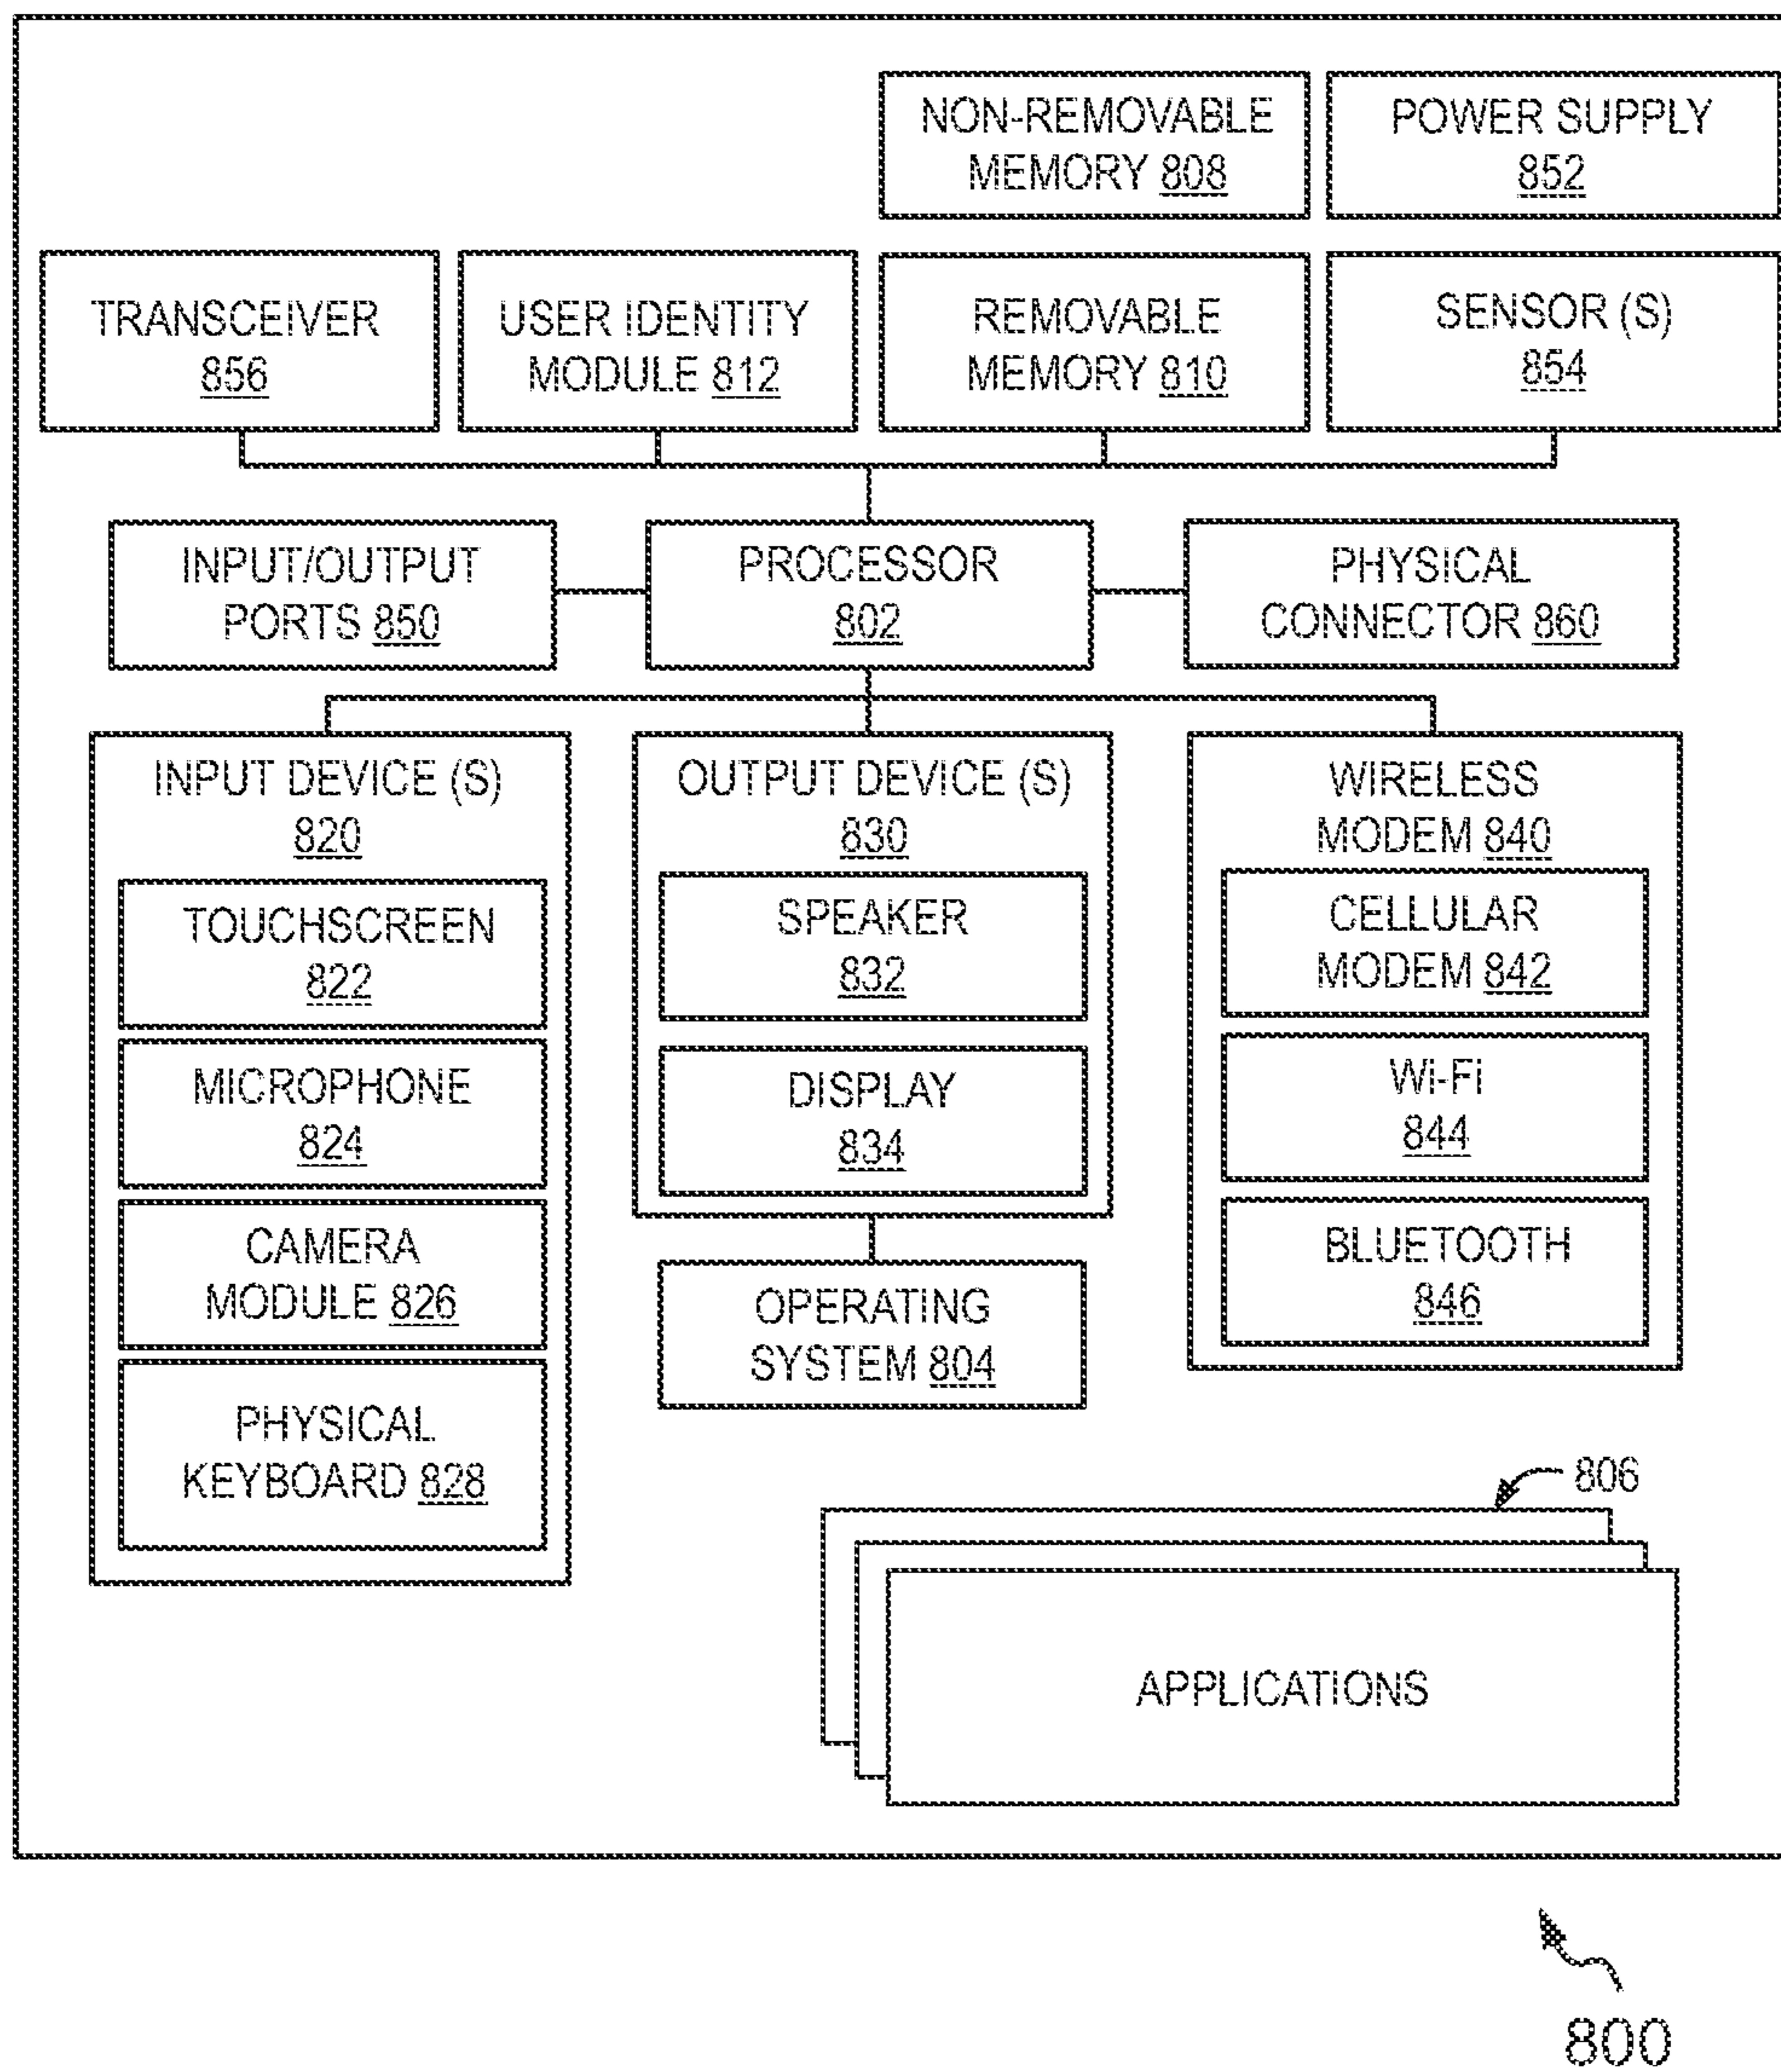 NON-REMOVABLE
MEMORY 808
POWER SUPPLY
852
TRANSCEIVER
856
USER IDENTITY
MODULE 812
REMOVABLE
MEMORY 810
SENSOR (S)
854
INPUT/OUTPUT
PORTS 850
PROCESSOR
802
PHYSICAL
CONNECTOR 860
INPUT DEVICE (S)
820
TOUCHSCREEN
822
MICROPHONE
824
CAMERA
MODULE 826
PHYSICAL
KEYBOARD 828
OUTPUT DEVICE (S)
830
SPEAKER
832
DISPLAY
834
OPERATING
SYSTEM 804
WIRELESS
MODEM 840
CELLULAR
MODEM 842
Wi-Fi
844
BLUETOOTH
846
806
APPLICATIONS
800